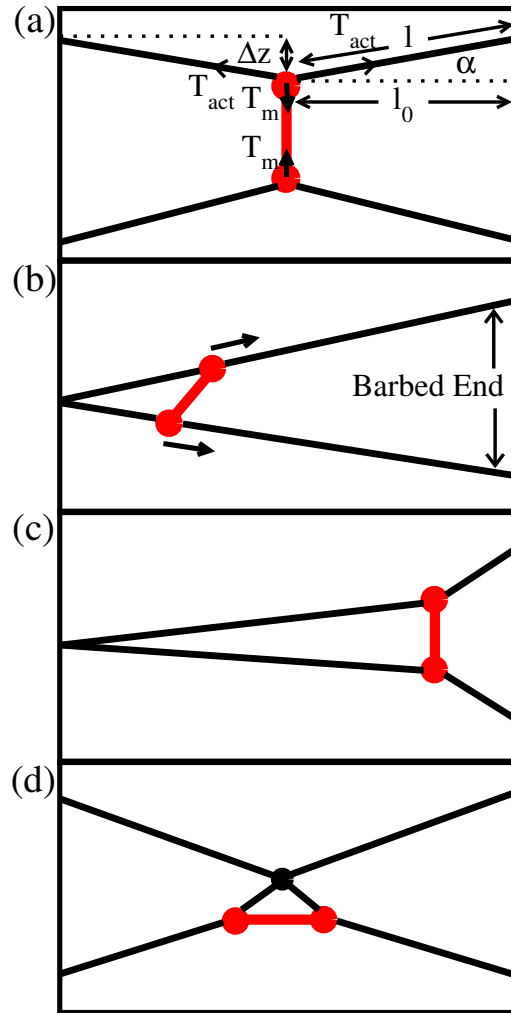 (a)
T_act
l
Δz
α
T_act
T_m
l_0
T_m
(b)
Barbed End
(c)
(d)